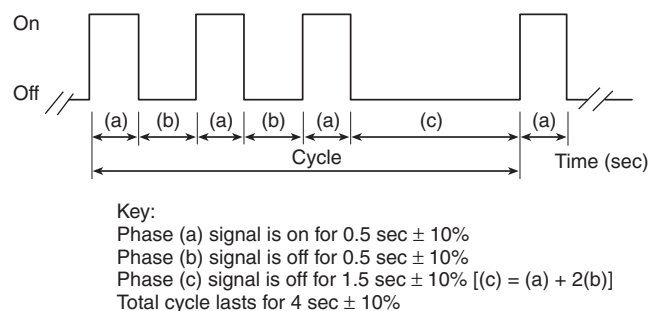 On
Off
(a) (b) (a) (b) (a) (c) (a)
Cycle
Time (sec)
Key:
Phase (a) signal is on for 0.5 sec ± 10%
Phase (b) signal is off for 0.5 sec ± 10%
Phase (c) signal is off for 1.5 sec ± 10% [(c) = (a) + 2(b)]
Total cycle lasts for 4 sec ± 10%